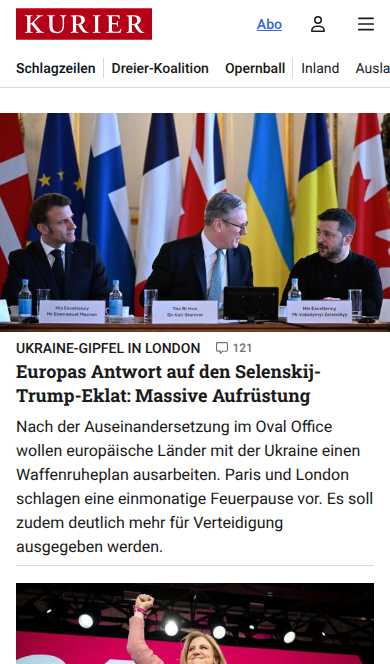 KURIER
Abo
Schlagzeilen
Dreier-Koalition
Opernball
Inland
Ausla
His Excellency
Mr Emmanuel Macron
The Rt Hon
Sir Keir Starmer
His Excellency
Mr Volodymyr Zelenskyy
UKRAINE-GIPFEL IN LONDON
121
Europas Antwort auf den Selenskij-
Trump-Eklat: Massive Aufrüstung
Nach der Auseinandersetzung im Oval Office
wollen europäische Länder mit der Ukraine einen
Waffenruheplan ausarbeiten. Paris und London
schlagen eine einmonatige Feuerpause vor. Es soll
zudem deutlich mehr für Verteidigung
ausgegeben werden.